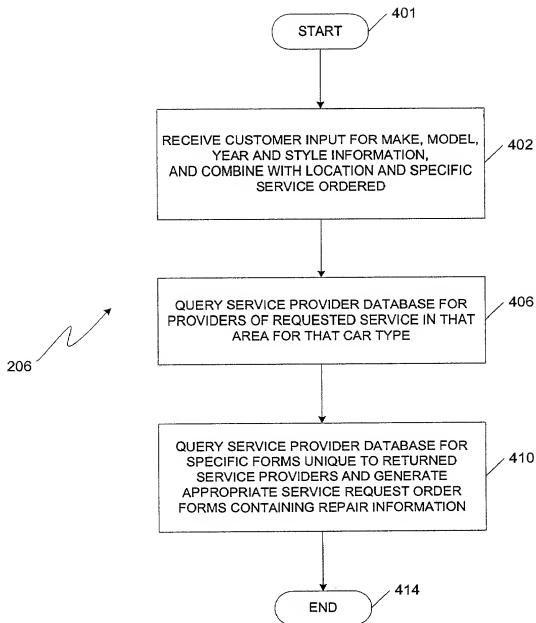 START
401
RECEIVE CUSTOMER INPUT FOR MAKE, MODEL,
YEAR AND STYLE INFORMATION,
AND COMBINE WITH LOCATION AND SPECIFIC
SERVICE ORDERED
402
QUERY SERVICE PROVIDER DATABASE FOR
PROVIDERS OF REQUESTED SERVICE IN THAT
AREA FOR THAT CAR TYPE
406
206
QUERY SERVICE PROVIDER DATABASE FOR
SPECIFIC FORMS UNIQUE TO RETURNED
SERVICE PROVIDERS AND GENERATE
APPROPRIATE SERVICE REQUEST ORDER
FORMS CONTAINING REPAIR INFORMATION
410
END
414